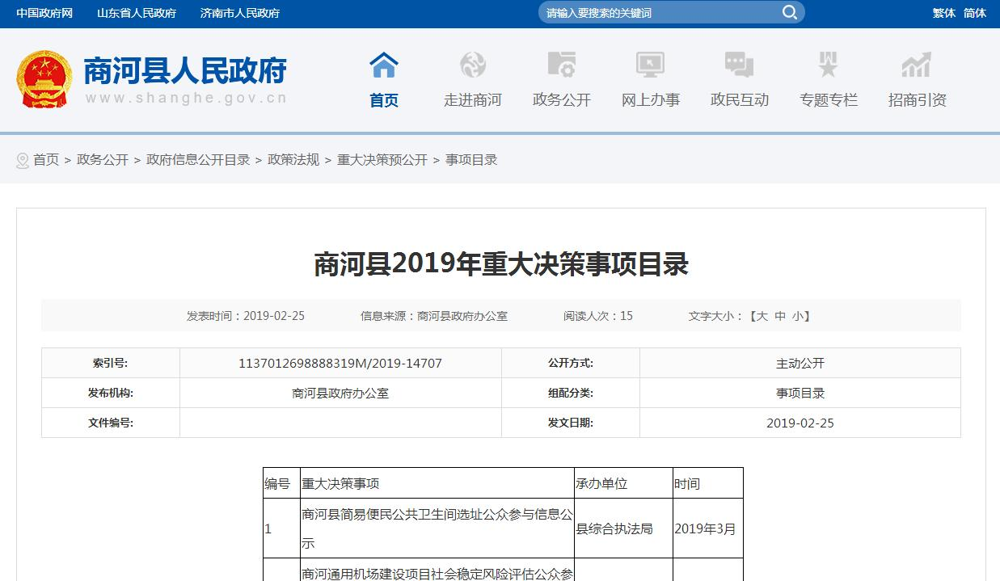 中国政府网 山东省人民政府 济南市人民政府 请输入要搜索的关键词 繁体 简体
商河县人民政府
www.shanghe.gov.cn
首页 走进商河 政务公开 网上办事 政民互动 专题专栏 招商引资
首页 > 政务公开 > 政府信息公开目录 > 政策法规 > 重大决策预公开 > 事项目录
商河县2019年重大决策事项目录
发表时间：2019-02-25 信息来源：商河县政府办公室 阅读人次：15 文字大小：【大 中 小】
索引号: 1137012698888319M/2019-14707 公开方式: 主动公开
发布机构: 商河县政府办公室 组配分类: 事项目录
文件编号: 发文日期: 2019-02-25
编号 重大决策事项 承办单位 时间
1 商河县简易便民公共卫生间选址公众参与信息公示 县综合执法局 2019年3月
商河通用机场建设项目社会稳定风险评估公众参